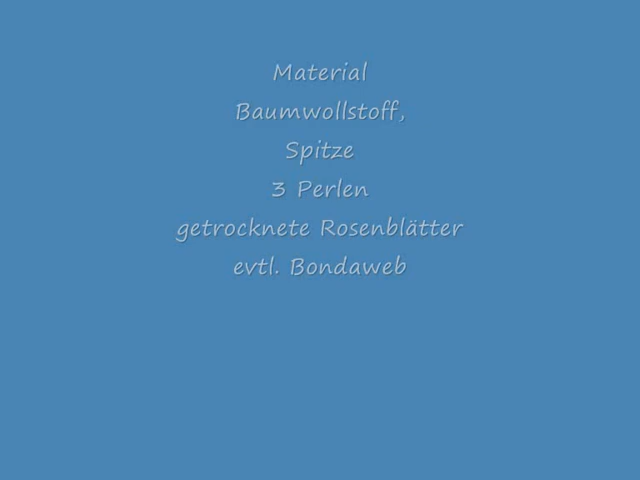 Material
Baumwollstoff,
Spitze
3 Perlen
getrocknete Rosenblätter
evtl. Bondaweb